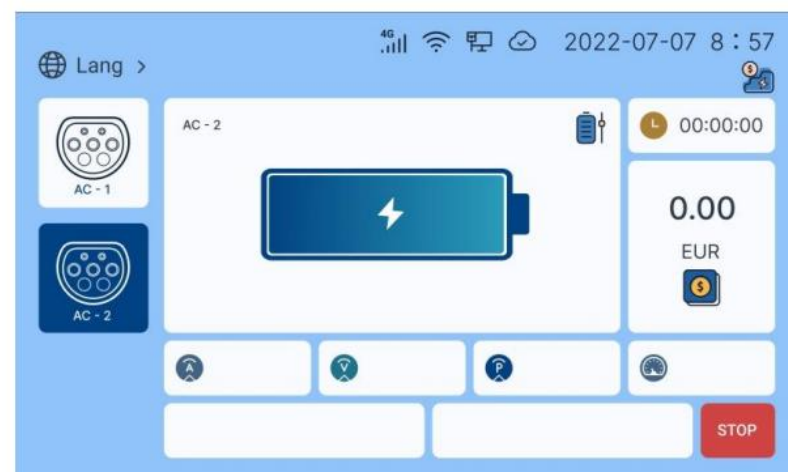 4G
2022-07-07 8:57
Lang >
AC - 1
AC - 2
AC - 2
00:00:00
0.00
EUR
$
A
V
P
STOP